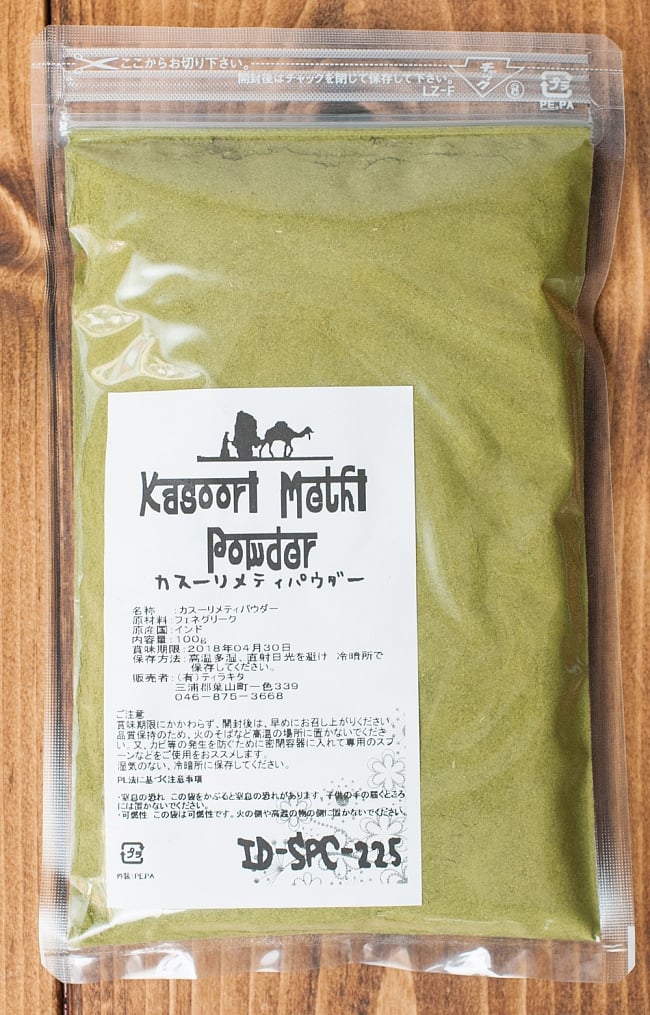 ここからお切り下さい。
開封後はチャックを閉じて保存して下さい。
チャック
LZ-F
プラ
PE,PA
Kasoori Methi
Powder
カスーリメティパウダー
名称 :カスーリメティパウダー
原材料:フェネグリーク
原産国:インド
内容量:100g
賞味期限:2018年04月30日
保存方法:高温多湿、直射日光を避け 冷暗所で
保存してください。
販売者:(有)ティラキタ
三浦郡葉山町一色339
046-875-3668
ご注意
賞味期限にかかわらず、開封後は、早めにお召し上がりください。
品質保持のため、火のそばなど高温の場所に置かないでくださ
い。又、カビ等の発生を防ぐために密閉容器に入れて専用のスプ
ーンなどをご使用をおススメします。
湿気のない、冷暗所に保存してください。
PL法に基づく注意事項
・窒息の恐れ この袋をかぶると窒息の恐れがあります。子供の手の届くところ
には置かないでください。
・可燃性 この袋は可燃性です。火の側や高温の物の側に置かないでください。
プラ
外装:PE,PA
ID-SPC-225